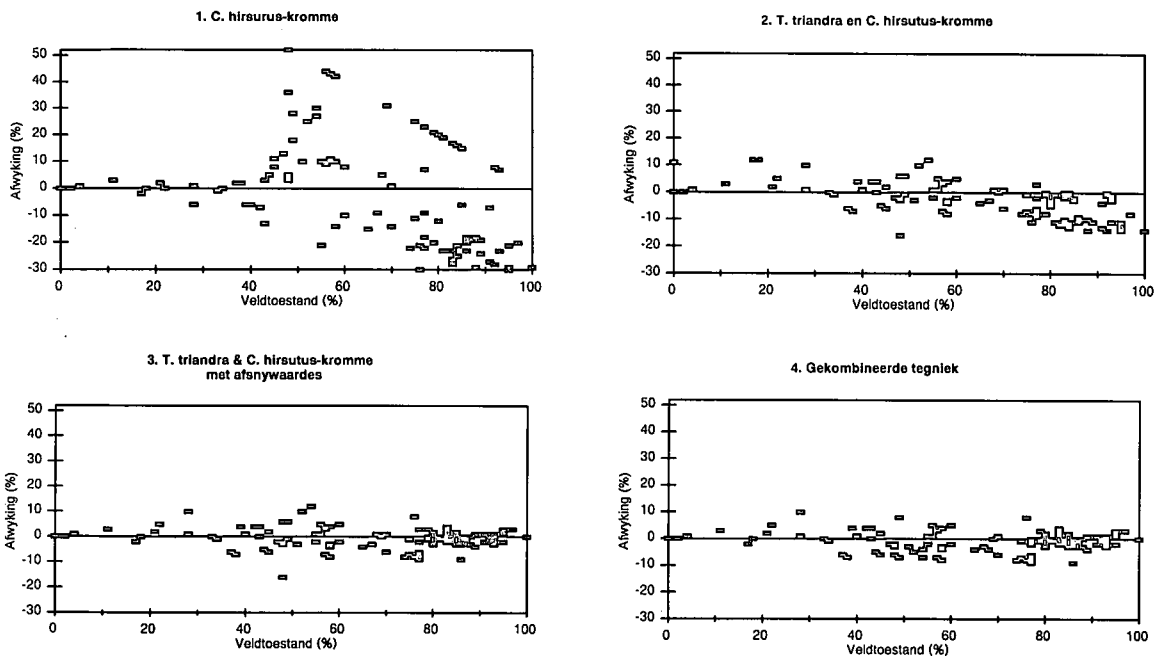 1. C. hirsurus-kromme
Afwyking (%)
50
40
30
20
10
0
-10
-20
-30
0 20 40 60 80 100
Veldtoestand (%)
2. T. triandra en C. hirsutus-kromme
Afwyking (%)
50
40
30
20
10
0
-10
-20
-30
0 20 40 60 80 100
Veldtoestand (%)
3. T. triandra & C. hirsutus-kromme
met afsnywaardes
Afwyking (%)
50
40
30
20
10
0
-10
-20
-30
0 20 40 60 80 100
Veldtoestand (%)
4. Gekombineerde tegniek
Afwyking (%)
50
40
30
20
10
0
-10
-20
-30
0 20 40 60 80 100
Veldtoestand (%)